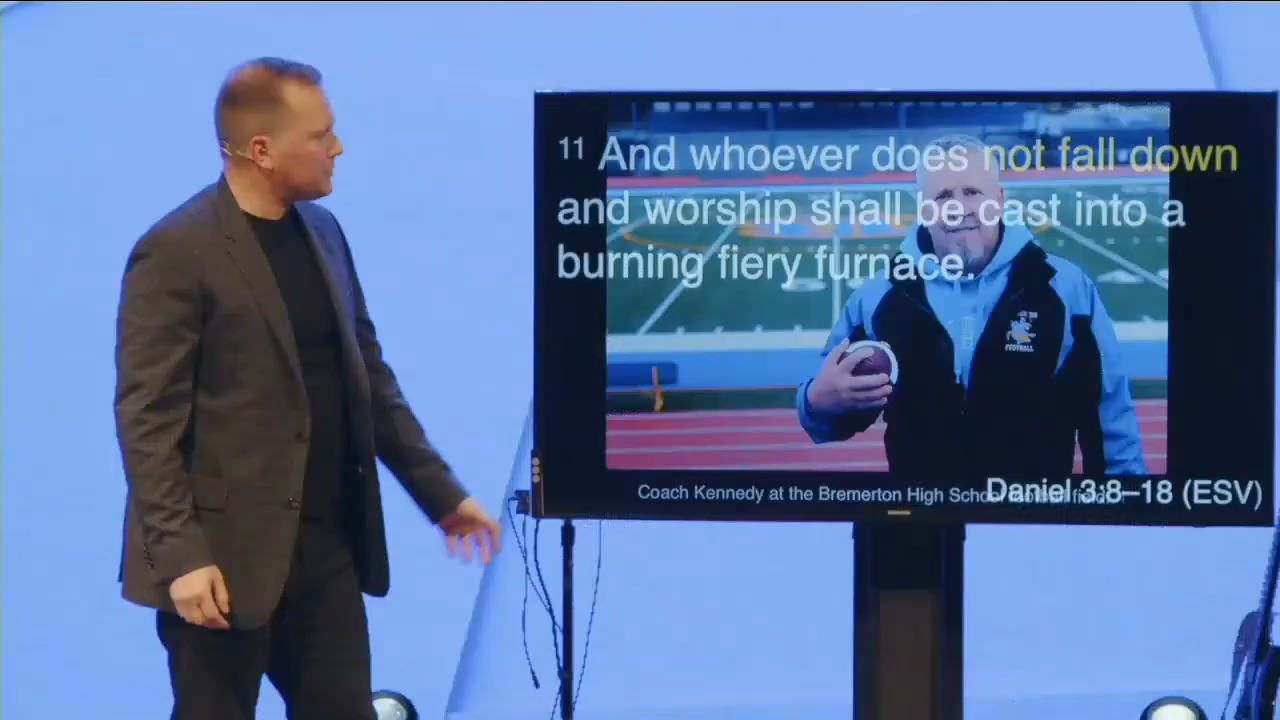 11 And whoever does not fall down
and worship shall be cast into a
burning fiery furnace.
FOOTBALL
Coach Kennedy at the Bremerton High School
Daniel 3:8–18 (ESV)